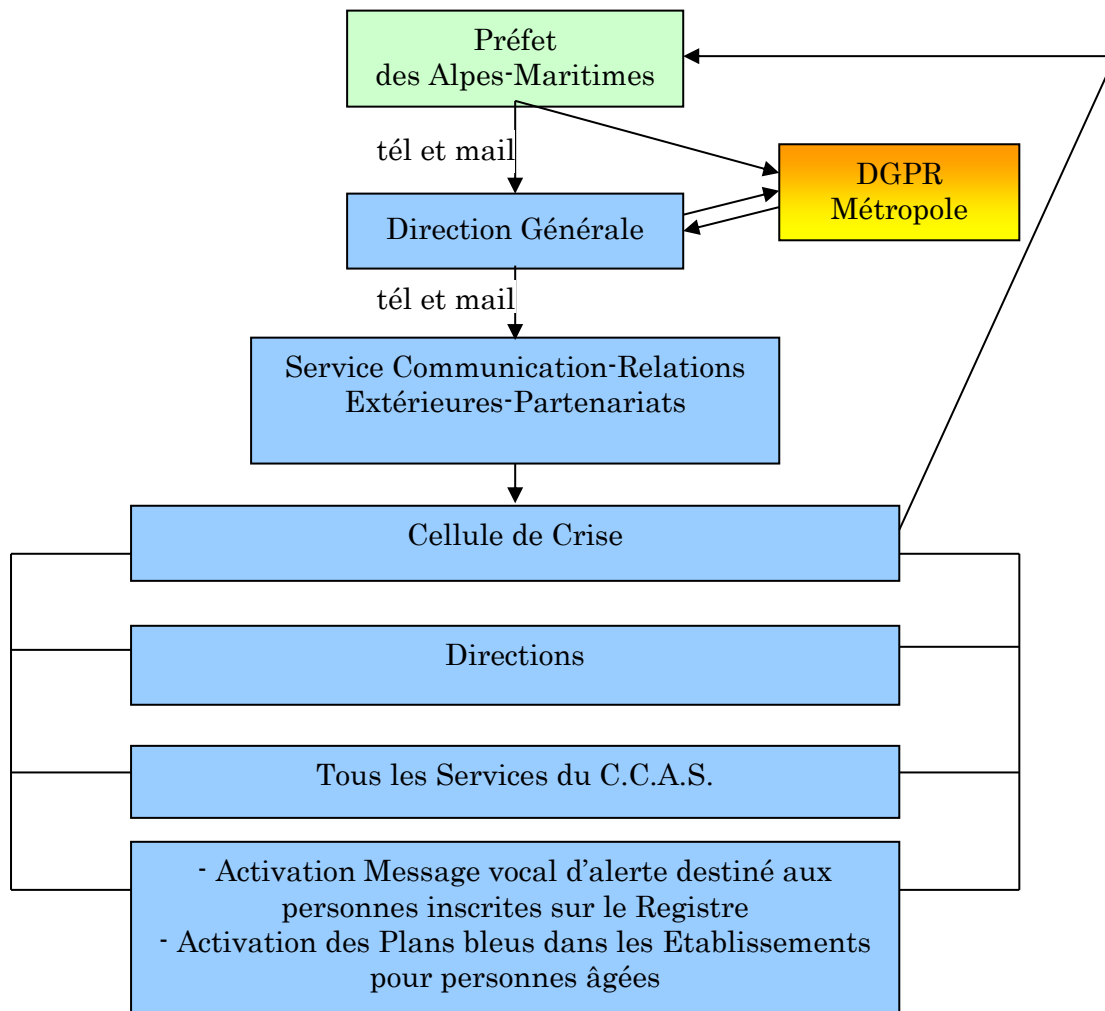 Préfet
des Alpes-Maritimes
tél et mail
DGPR
Métropole
Direction Générale
tél et mail
Service Communication-Relations
Extérieures-Partenariats
Cellule de Crise
Directions
Tous les Services du C.C.A.S.
- Activation Message vocal d’alerte destiné aux
personnes inscrites sur le Registre
- Activation des Plans bleus dans les Etablissements
pour personnes âgées